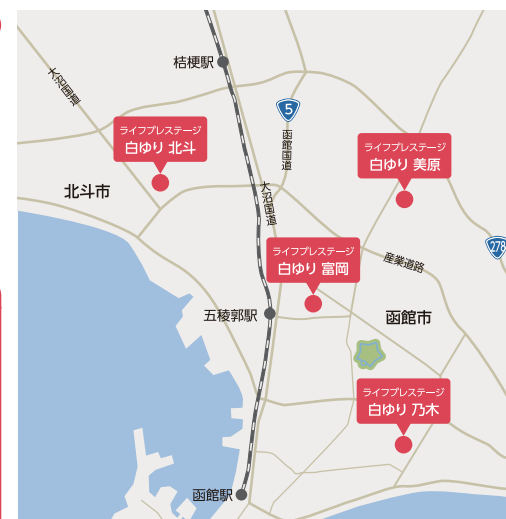 桔梗駅
大沼国道
5
函館国道
ライフプレステージ
白ゆり 北斗
ライフプレステージ
白ゆり 美原
北斗市
大沼国道
278
ライフプレステージ
白ゆり 富岡
産業道路
五稜郭駅
函館市
ライフプレステージ
白ゆり 乃木
函館駅